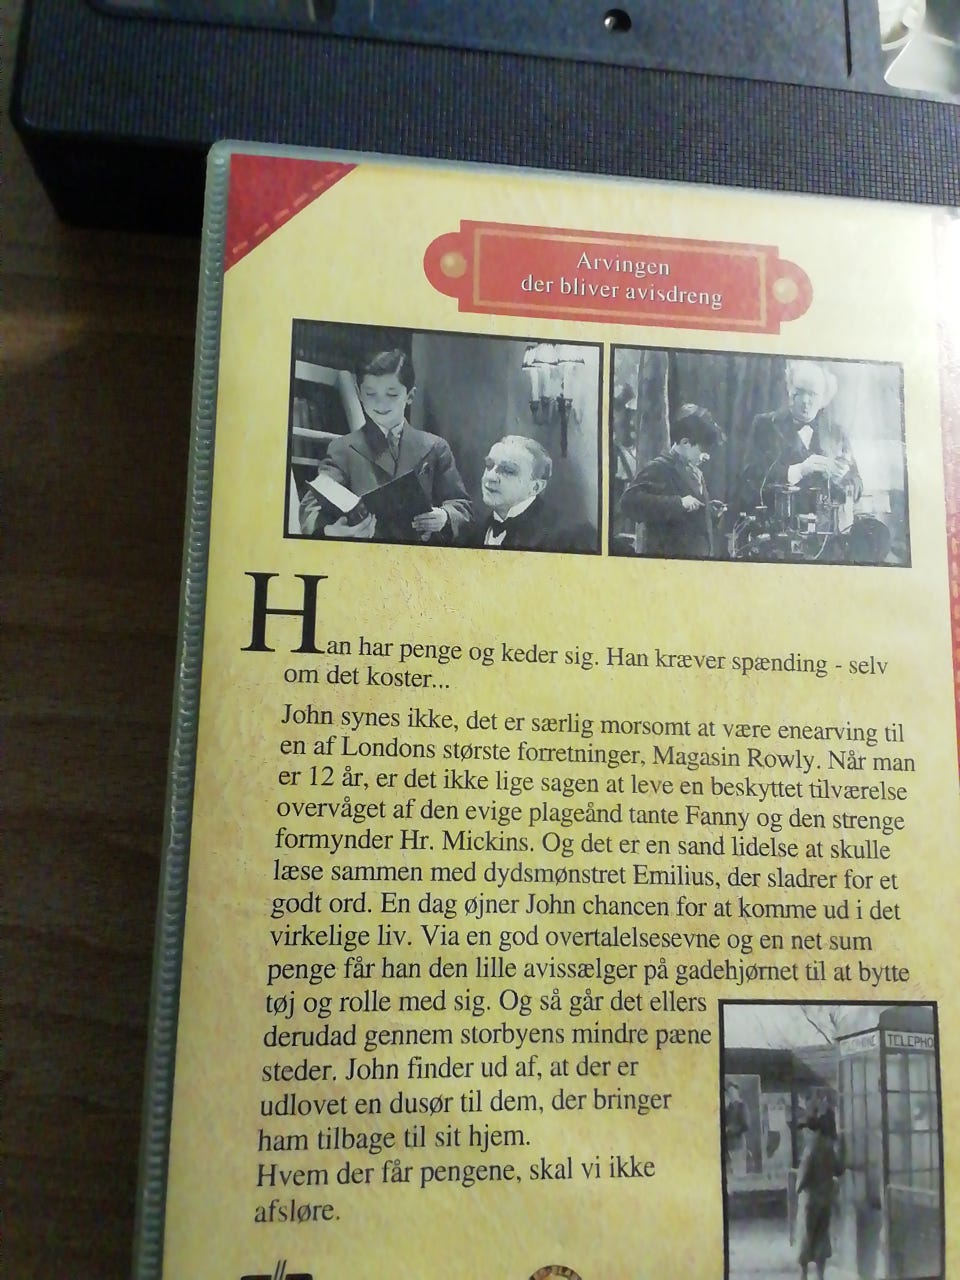 Arvingen
der bliver avisdreng
Han har penge og keder sig. Han kræver spænding - selv
om det koster...
John synes ikke, det er særlig morsomt at være enearving til
en af Londons største forretninger, Magasin Rowly. Når man
er 12 år, er det ikke lige sagen at leve en beskyttet tilværelse
overvåget af den evige plageånd tante Fanny og den strenge
formynder Hr. Mickins. Og det er en sand lidelse at skulle
læse sammen med dydsmønstret Emilius, der sladrer for et
godt ord. En dag øjner John chancen for at komme ud i det
virkelige liv. Via en god overtalelsesevne og en net sum
penge får han den lille avissælger på gadehjørnet til at bytte
tøj og rolle med sig. Og så går det ellers
derudad gennem storbyens mindre pæne
steder. John finder ud af, at der er
udlovet en dusør til dem, der bringer
ham tilbage til sit hjem.
Hvem der får pengene, skal vi ikke
afsløre.
TELEPHO